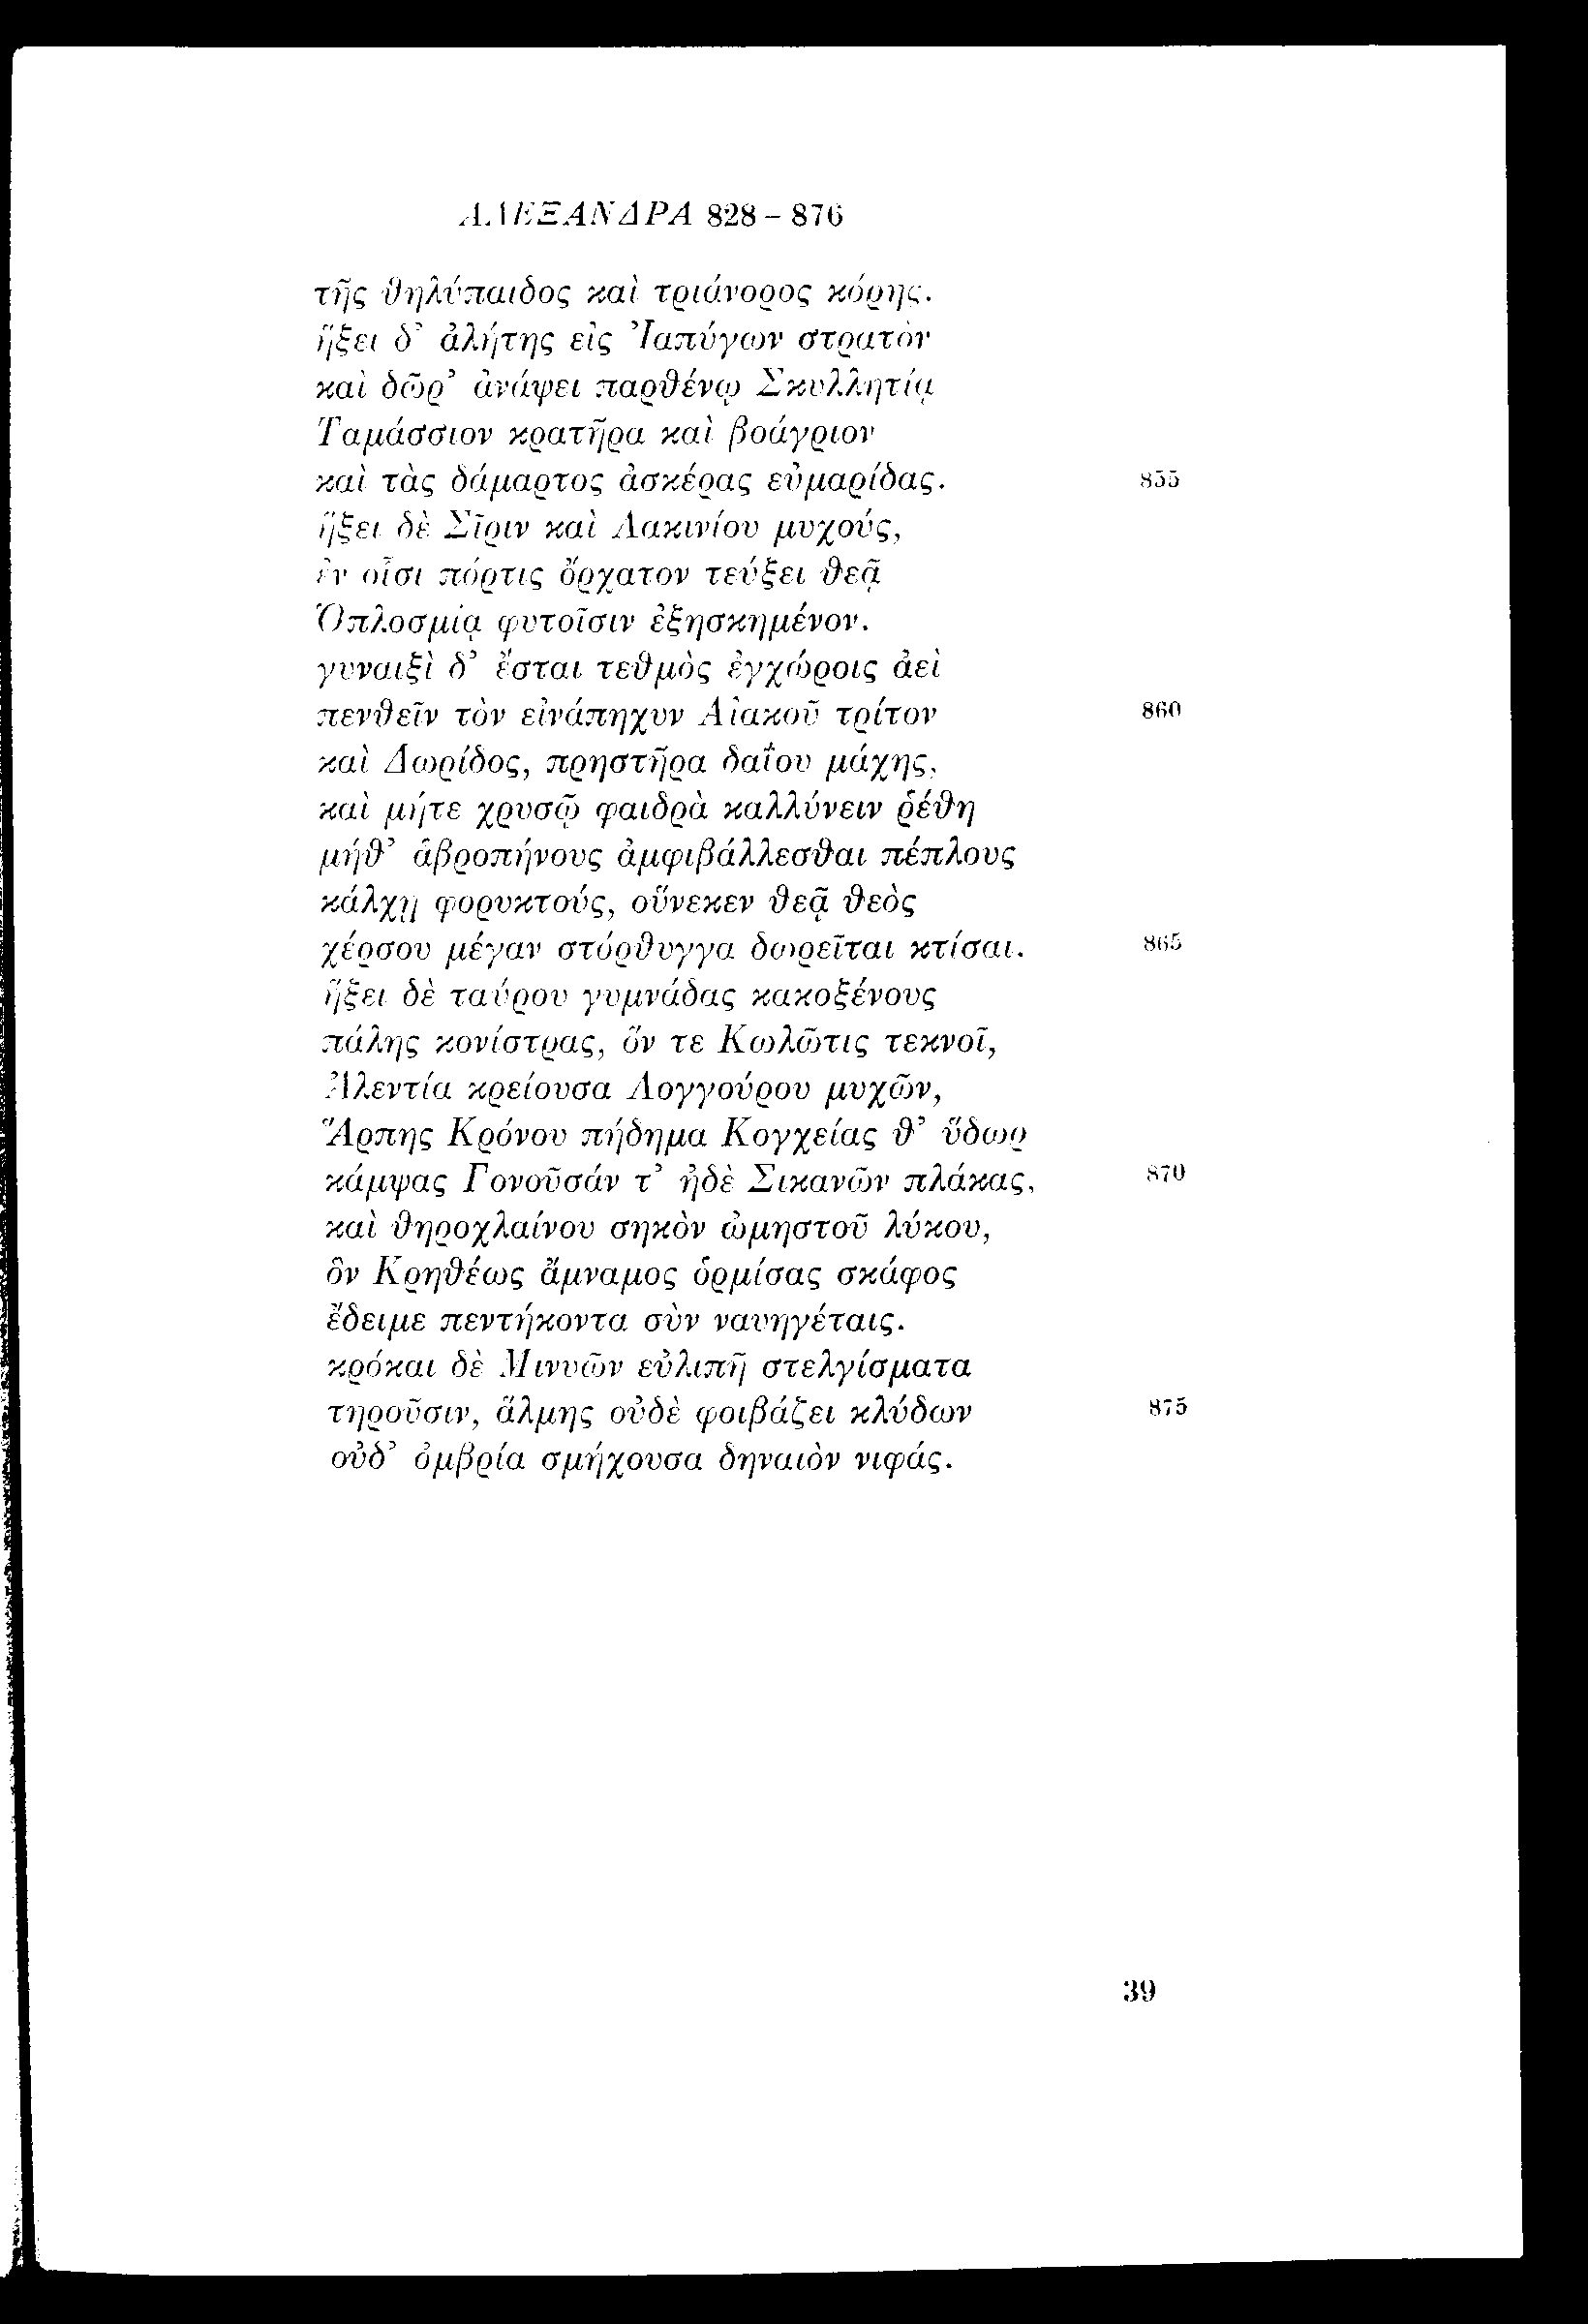 ΑΛΕΞΑΝΔΡΑ 828 – 876
τῆς θηλύπαιδος καὶ τριάνορος κόρης.
ἥξει δ’ ἀλήτης εἰς Ἰαπύγων στρατὸν
καὶ δῶρ’ ἀνάψει παρθένῳ Σκυλλητίᾳ
Ταμάσσιον κρατῆρα καὶ βοάγριον
καὶ τὰς δάμαρτος ἀσκέρας εὐμαρίδας. 855
ἥξει δὲ Σῖριν καὶ Λακινίου μυχούς,
ἐν οἷσι πόρτις ὄρχατον τεύξει θεᾷ
Ὁπλοσμίᾳ φυτοῖσιν ἐξησκημένον.
γυναιξὶ δ’ ἔσται τεθμὸς ἐγχώροις ἀεὶ
πενθεῖν τὸν εἰνάπηχυν Αἰακοῦ τρίτον 860
καὶ Δωρίδος, πρηστῆρα δαΐου μάχης,
καὶ μήτε χρυσῷ φαιδρὰ καλλύνειν ῥέθη
μήθ’ ἁβροπήνους ἀμφιβάλλεσθαι πέπλους
κάλχῃ φορυκτούς, οὕνεκεν θεᾷ θεὸς
χέρσου μέγαν στόρθυγγα δωρεῖται κτίσαι. 865
ἥξει δὲ ταύρου γυμνάδας κακοξένους
πάλης κονίστρας, ὅν τε Κωλῶτις τεκνοῖ,
Ἀλεντία κρείουσα Λογγούρου μυχῶν,
Ἅρπης Κρόνου πήδημα Κογχείας θ’ ὕδωρ
κάμψας Γονοῦσάν τ’ ἠδὲ Σικανῶν πλάκας, 870
καὶ θηροχλαίνου σηκὸν ὠμηστοῦ λύκου,
ὃν Κρηθέως ἄμναμος ὁρμίσας σκάφος
ἔδειμε πεντήκοντα σὺν ναυηγέταις.
κρόκαι δὲ Μινυῶν εὐλιπῆ στελγίσματα
τηροῦσιν, ἅλμης οὐδὲ φοιβάζει κλύδων 875
οὐδ’ ὀμβρία σμήχουσα δηναιὸν νιφάς.
39